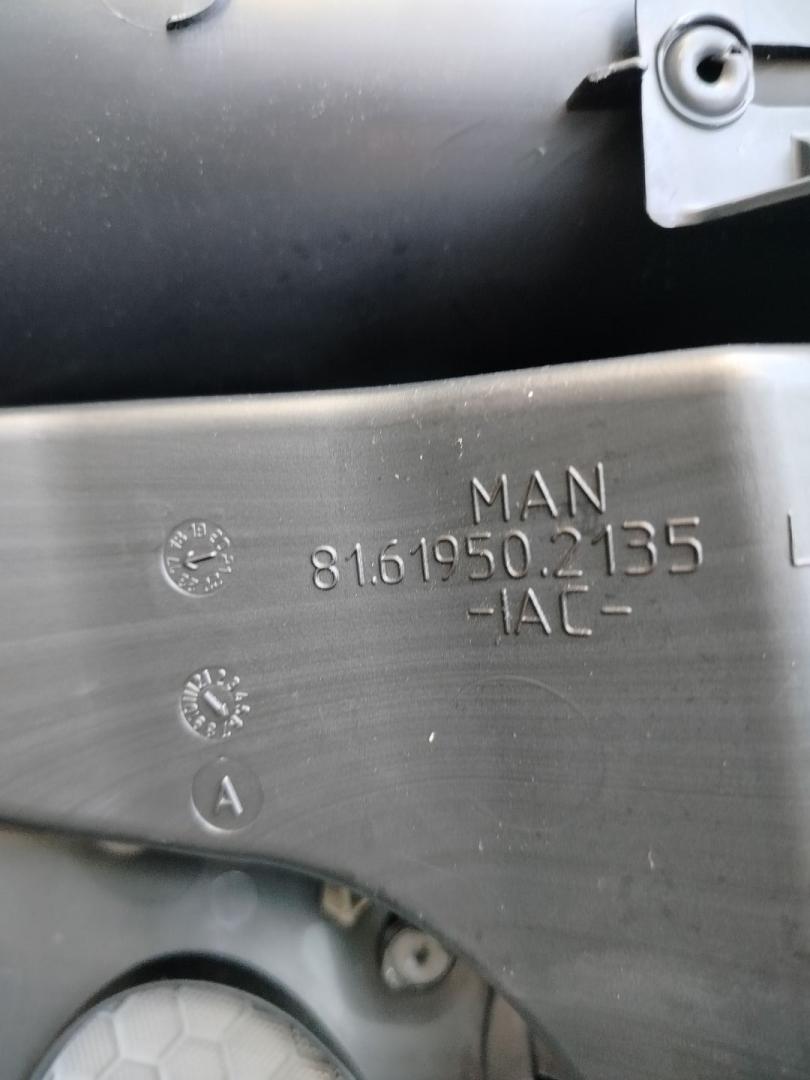 MAN
81.61950.2135
-IAC-
L
A